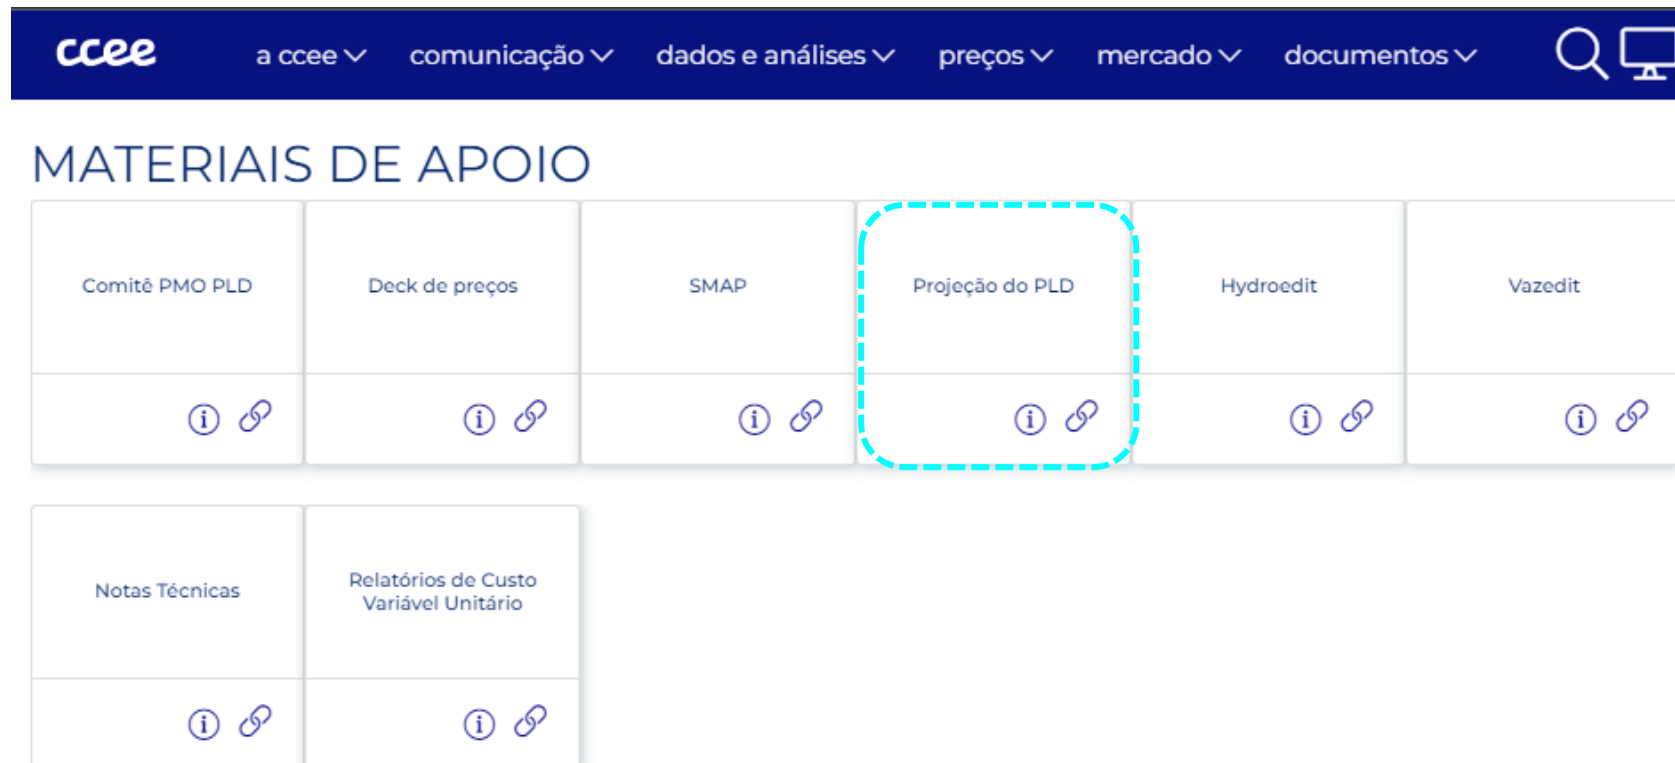 ccee a ccee comunicação dados e análises preços mercado documentos
MATERIAIS DE APOIO
Comitê PMO PLD
Deck de preços
SMAP
Projeção do PLD
Hydroedit
Vazedit
Notas Técnicas
Relatórios de Custo
Variável Unitário